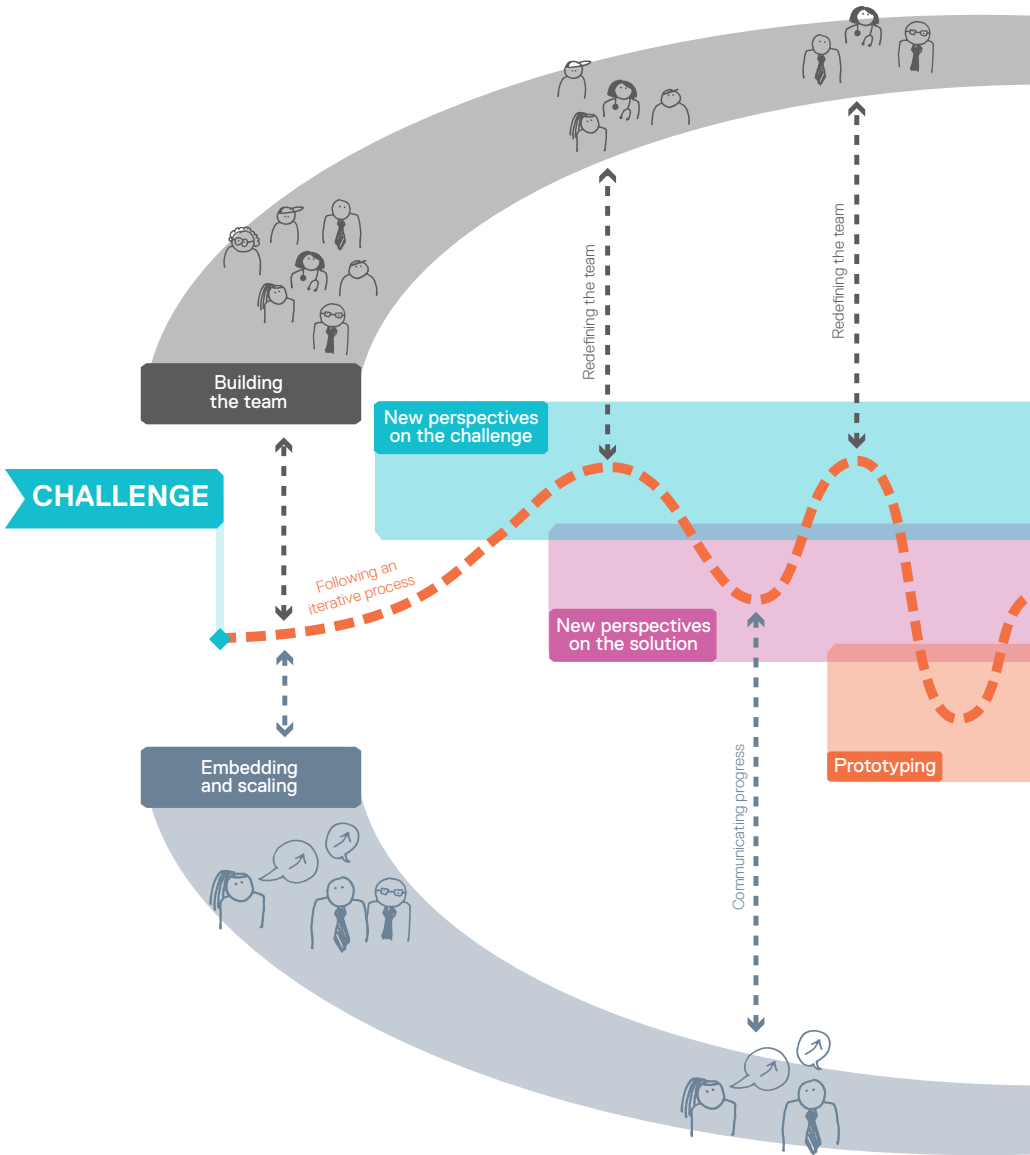 Redefining the team
Redefining the team
Building
the team
New perspectives
on the challenge
CHALLENGE
Following an
iterative process
New perspectives
on the solution
Embedding
and scaling
Prototyping
Communicating progress